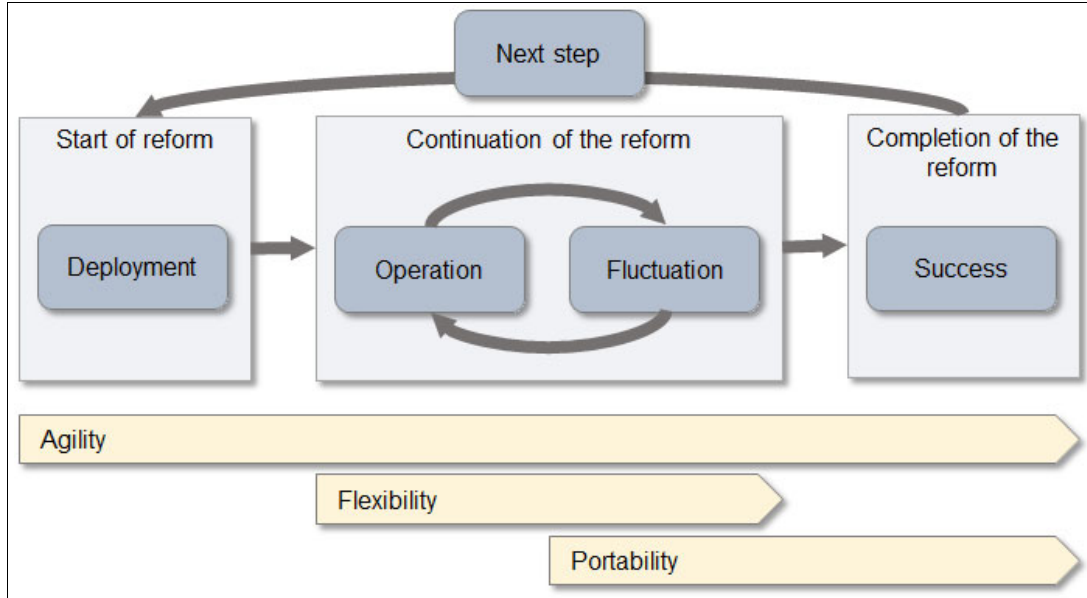 Next step
Start of reform
Continuation of the reform
Completion of the
reform
Deployment
Operation
Fluctuation
Success
Agility
Flexibility
Portability